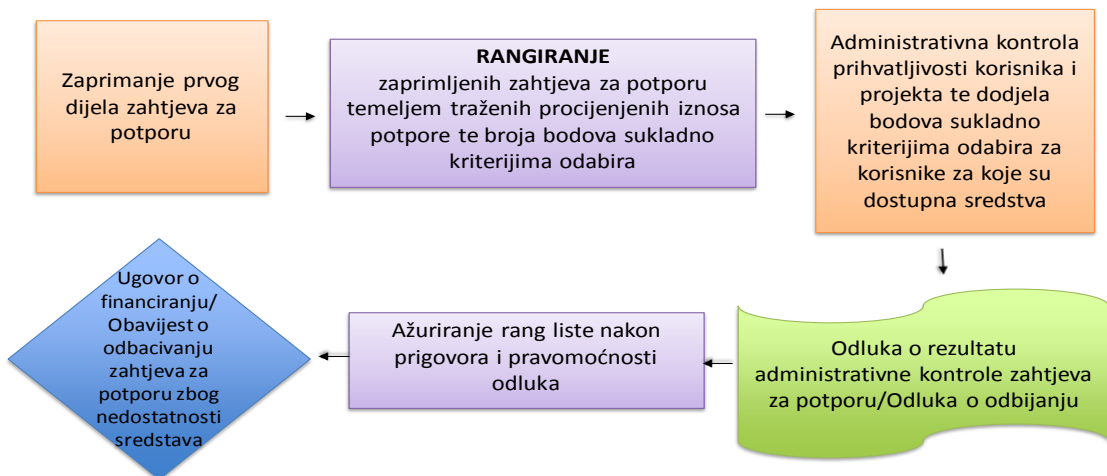 Zaprimanje prvog
dijela zahtjeva za
potporu
RANGIRANJE
zaprimljenih zahtjeva za potporu
temeljem traženih procijenjenih iznosa
potpore te broja bodova sukladno
kriterijima odabira
Administrativna kontrola
prihvatljivosti korisnika i
projekta te dodjela
bodova sukladno
kriterijima odabira za
korisnike za koje su
dostupna sredstva
Odluka o rezultatu
administrativne kontrole zahtjeva
za potporu/Odluka o odbijanju
Ažuriranje rang liste nakon
prigovora i pravomoćnosti
odluka
Ugovor o
financiranju/
Obavijest o
odbacivanju
zahtjeva za
potporu zbog
nedostatnosti
sredstava